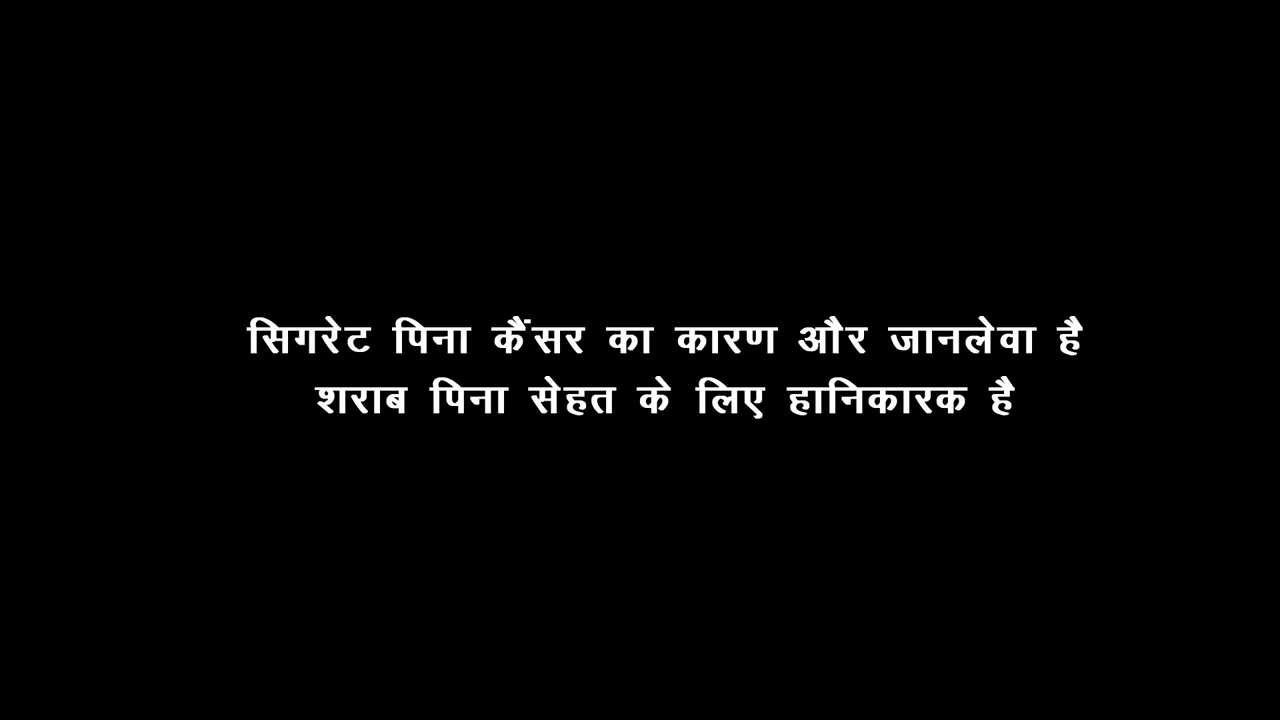 सिगरेट पिना कैंसर का कारण और जानलेवा है
शराब पिना सेहत के लिए हानिकारक है